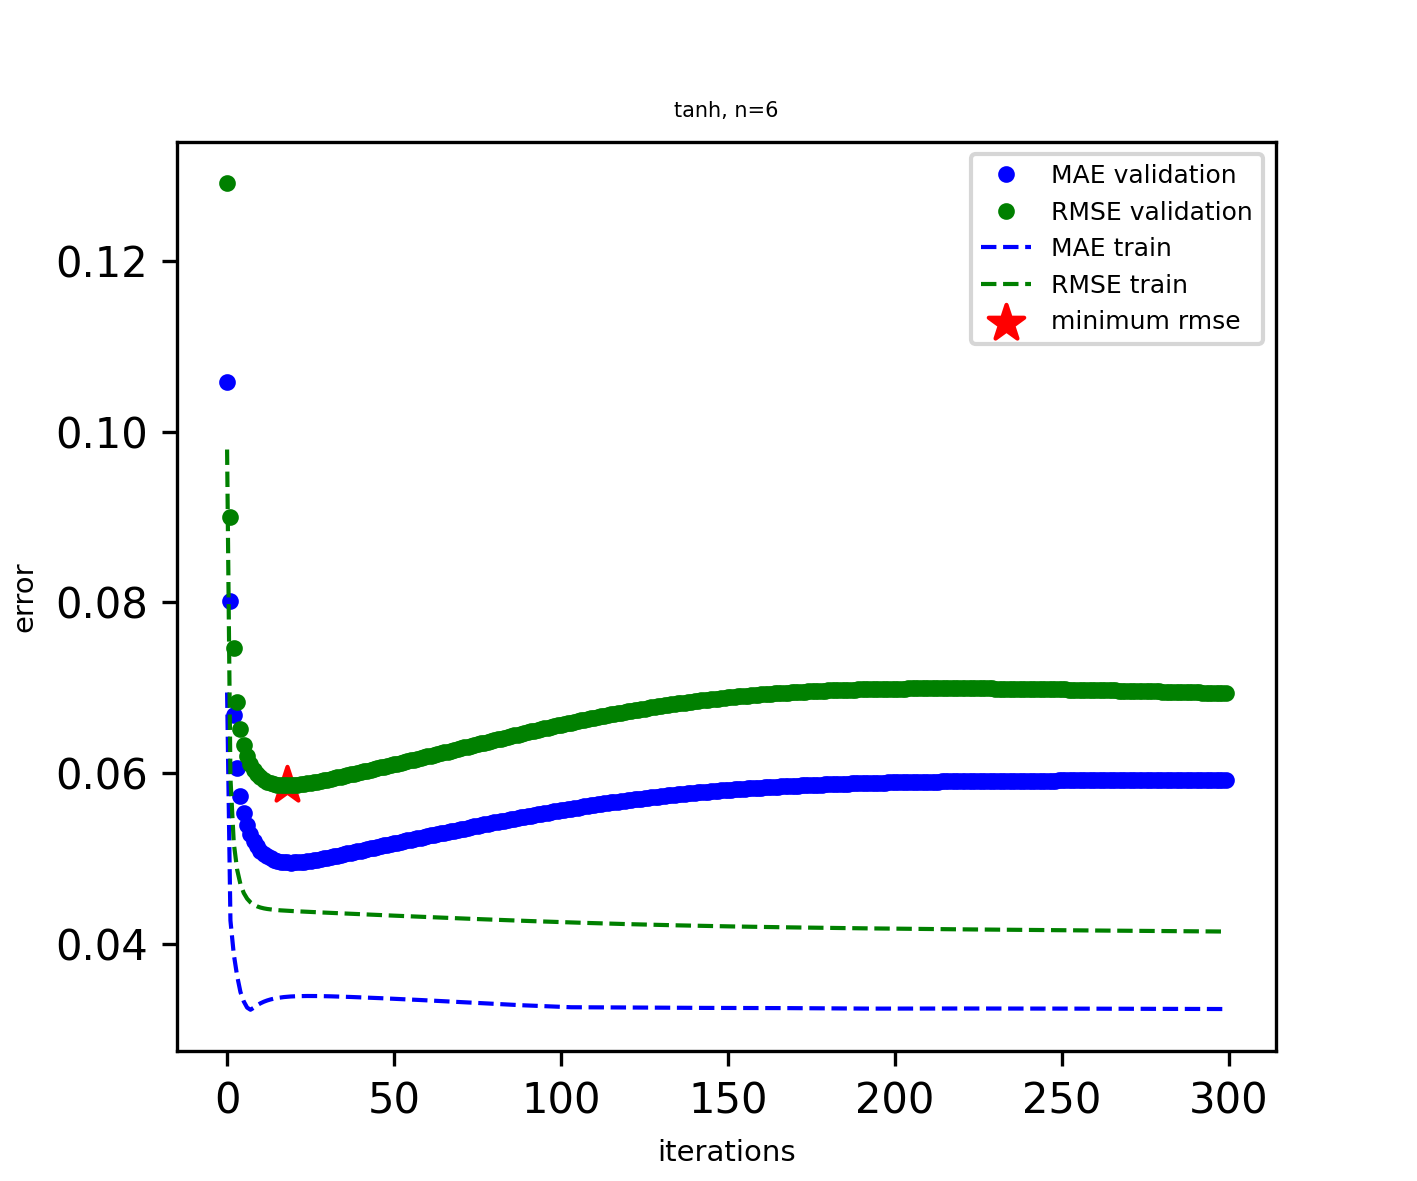 tanh, n=6
MAE validation
RMSE validation
MAE train
RMSE train
minimum rmse
error
0.12
0.10
0.08
0.06
0.04
0 50 100 150 200 250 300
iterations